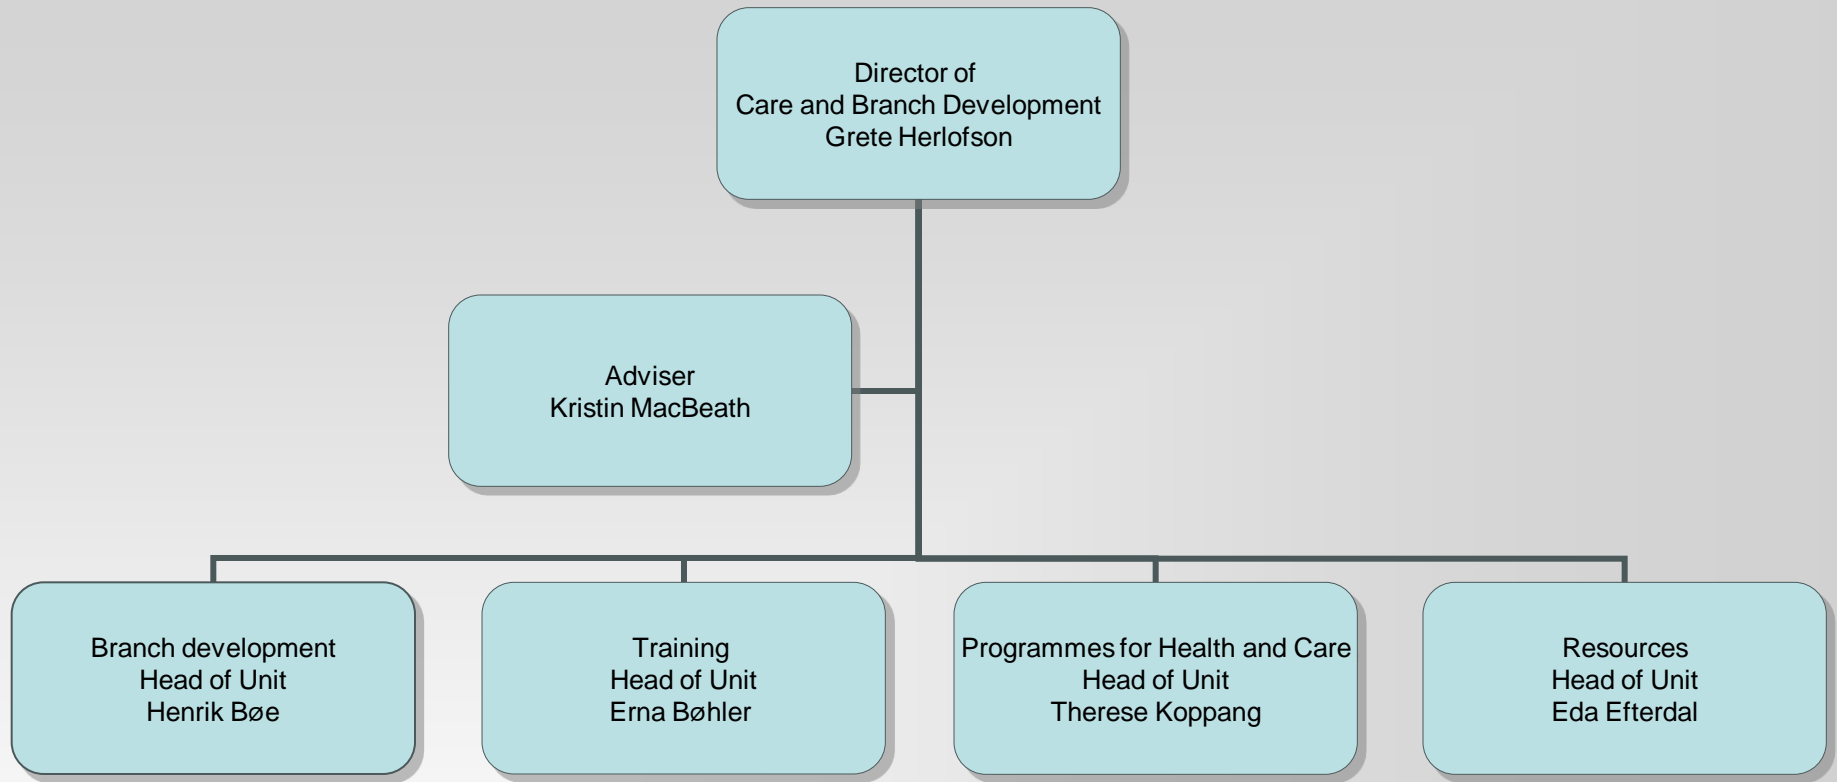 Director of
Care and Branch Development
Grete Herlofson
Adviser
Kristin MacBeath
Branch development
Head of Unit
Henrik Bøe
Training
Head of Unit
Erna Bøhler
Programmes for Health and Care
Head of Unit
Therese Koppang
Resources
Head of Unit
Eda Efterdal